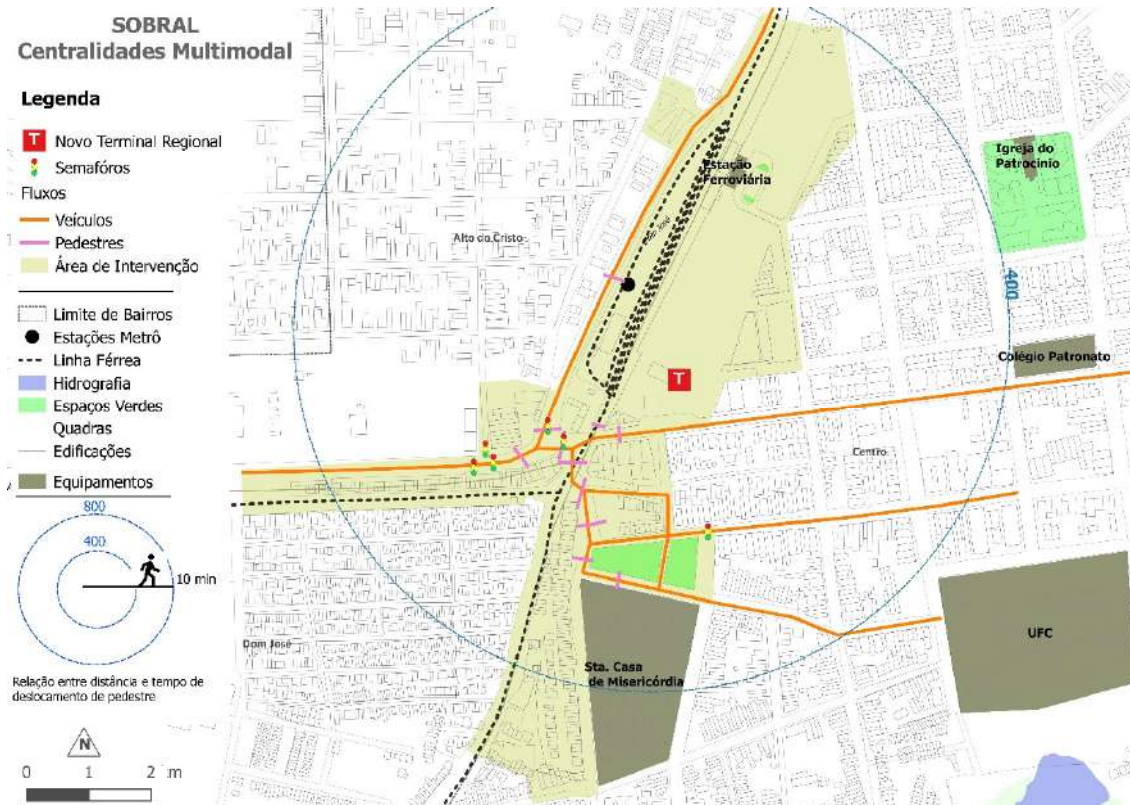 SOBRAL
Centralidades Multimodal
Legenda
T Novo Terminal Regional
Semafóros
Fluxos
Veículos
Pedestres
Área de Intervenção
Limite de Bairros
Estações Metrô
Linha Férrea
Hidrografia
Espaços Verdes
Quadras
Edificações
Equipamentos
800
400
10 min
Relação entre distância e tempo de
deslocamento de pedestre
N
0 1 2 m
Estação
Ferroviária
Igreja do
Patrocínio
Alto do Cristo
400
Colégio Patronato
T
Centro
Dom José
Sta. Casa
de Misericórdia
UFC